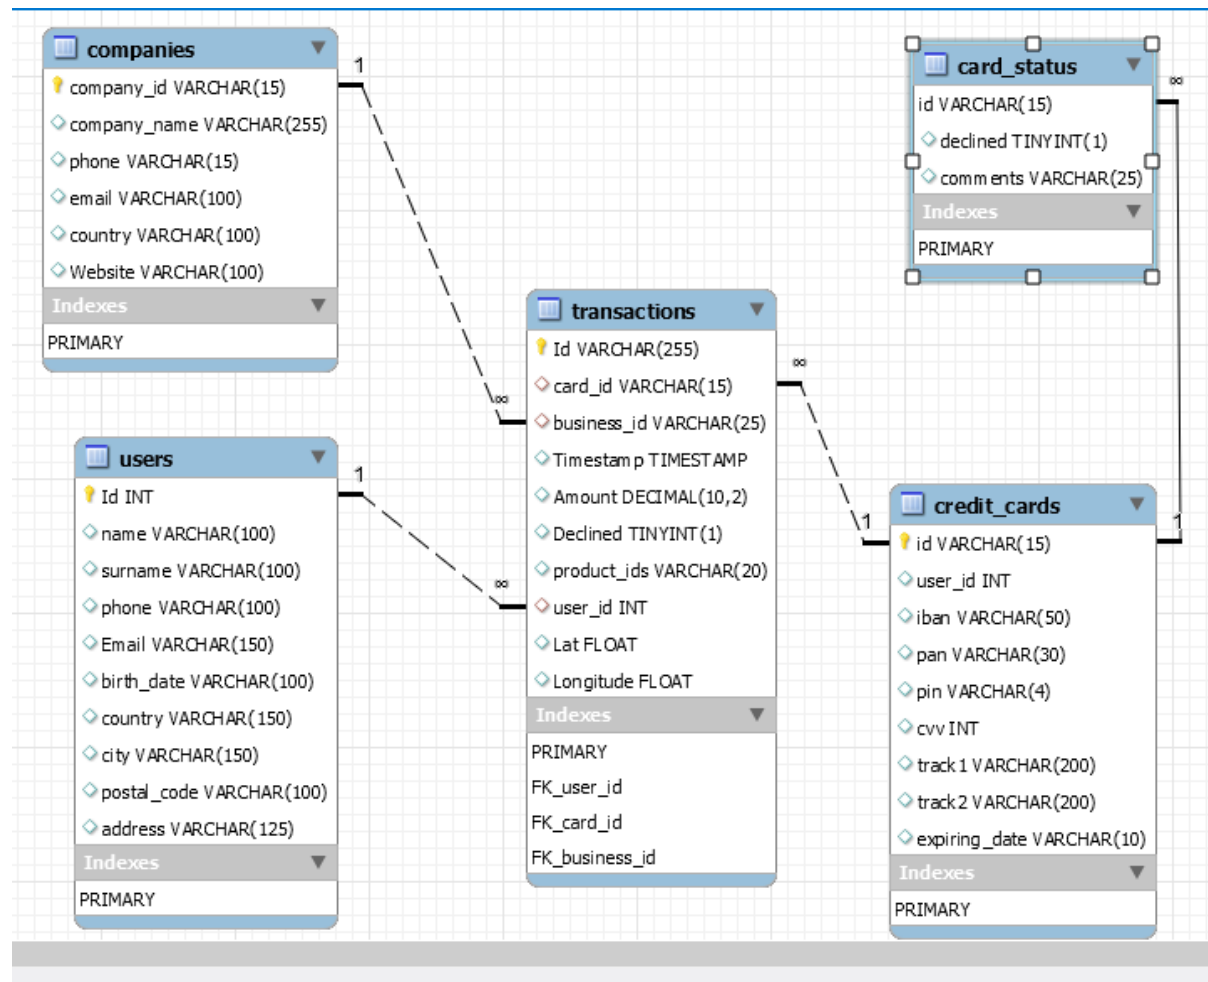 companies
company_id VARCHAR(15)
company_name VARCHAR(255)
phone VARCHAR(15)
email VARCHAR(100)
country VARCHAR(100)
Website VARCHAR(100)
Indexes
PRIMARY
1
∞
users
Id INT
name VARCHAR(100)
surname VARCHAR(100)
phone VARCHAR(100)
Email VARCHAR(150)
birth_date VARCHAR(100)
country VARCHAR(150)
city VARCHAR(150)
postal_code VARCHAR(100)
address VARCHAR(125)
Indexes
PRIMARY
1
∞
transactions
Id VARCHAR(255)
card_id VARCHAR(15)
business_id VARCHAR(25)
Timestamp TIMESTAMP
Amount DECIMAL(10,2)
Declined TINYINT(1)
product_ids VARCHAR(20)
user_id INT
Lat FLOAT
Longitude FLOAT
Indexes
PRIMARY
FK_user_id
FK_card_id
FK_business_id
∞
1
card_status
id VARCHAR(15)
declined TINYINT(1)
comments VARCHAR(25)
Indexes
PRIMARY
∞
1
credit_cards
id VARCHAR(15)
user_id INT
iban VARCHAR(50)
pan VARCHAR(30)
pin VARCHAR(4)
cvv INT
track1 VARCHAR(200)
track2 VARCHAR(200)
expiring_date VARCHAR(10)
Indexes
PRIMARY